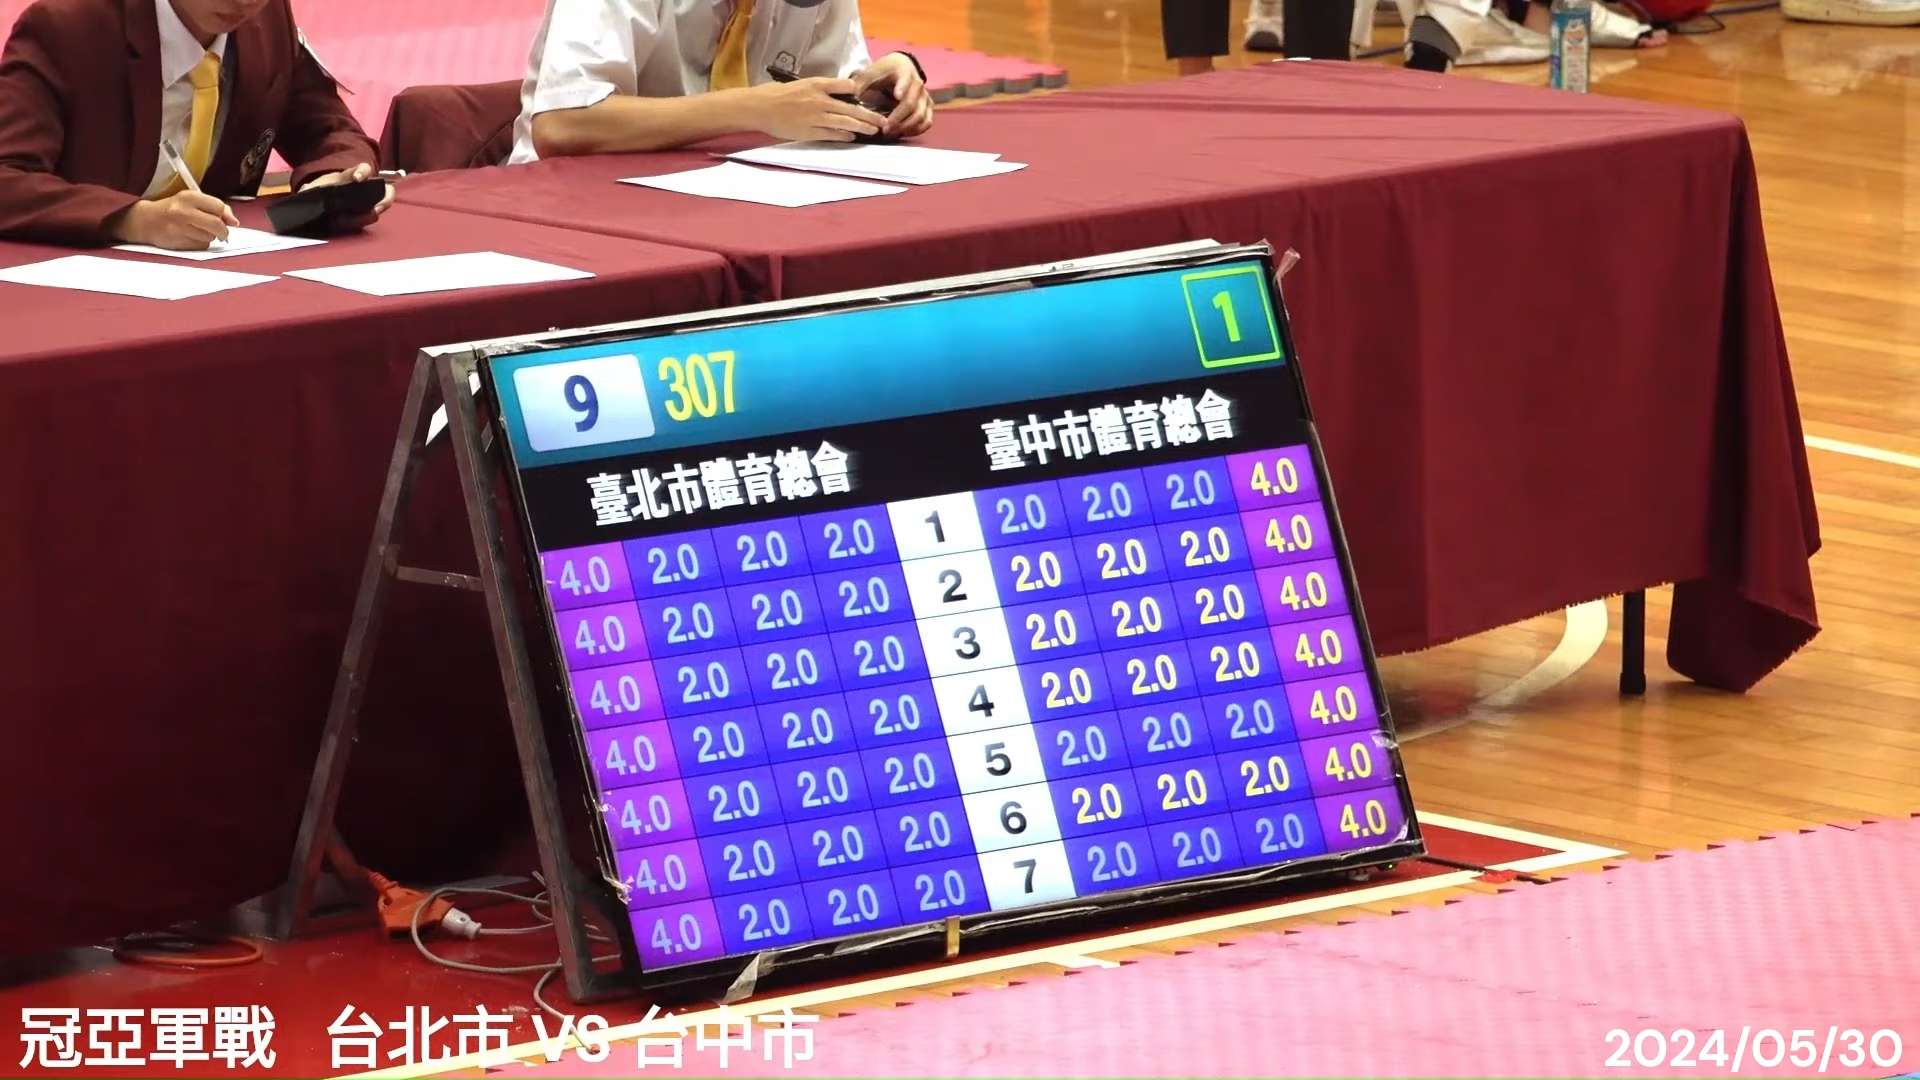 9 307 1
臺北市體育總會 臺中市體育總會
4.0 2.0 2.0 2.0 1 2.0 2.0 2.0 4.0
4.0 2.0 2.0 2.0 2 2.0 2.0 2.0 4.0
4.0 2.0 2.0 2.0 3 2.0 2.0 2.0 4.0
4.0 2.0 2.0 2.0 4 2.0 2.0 2.0 4.0
4.0 2.0 2.0 2.0 5 2.0 2.0 2.0 4.0
4.0 2.0 2.0 2.0 6 2.0 2.0 2.0 4.0
4.0 2.0 2.0 2.0 7 2.0 2.0 2.0 4.0
冠亞軍戰 台北市 VS 台中市
2024/05/30